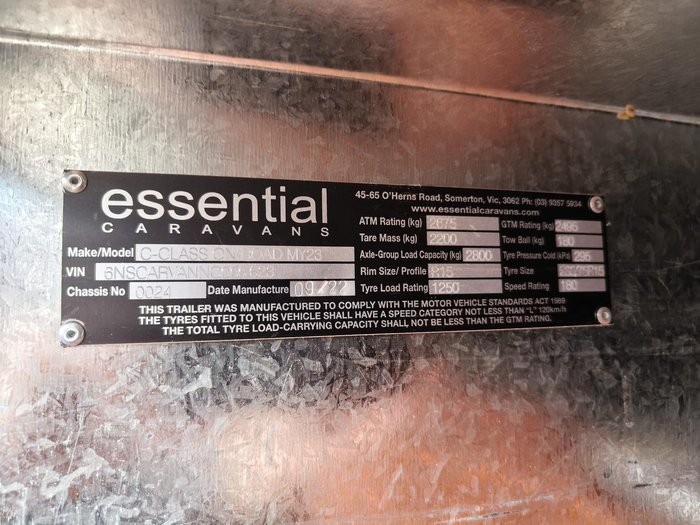 essential
CARAVANS
45-65 O'Herns Road, Somerton, Vic, 3062 Ph: (03) 9357 5934
www.essentialcaravans.com
ATM Rating (kg) 2675 GTM Rating (kg) 2495
Tare Mass (kg) 2200 Tow Ball (kg) 180
Make/Model C-CLASS MY23 Axle-Group Load Capacity (kg) 2800 Tyre Pressure Cold (kPa) 295
VIN Rim Size / Profile R15 Tyre Size
Chassis No 0024 Date Manufacture 09/22 Tyre Load Rating 1250 Speed Rating 180
THIS TRAILER WAS MANUFACTURED TO COMPLY WITH THE MOTOR VEHICLE STANDARDS ACT 1989
THE TYRES FITTED TO THIS VEHICLE SHALL HAVE A SPEED CATEGORY NOT LESS THAN "L" 120km/h
THE TOTAL TYRE LOAD-CARRYING CAPACITY SHALL NOT BE LESS THAN THE GTM RATING.